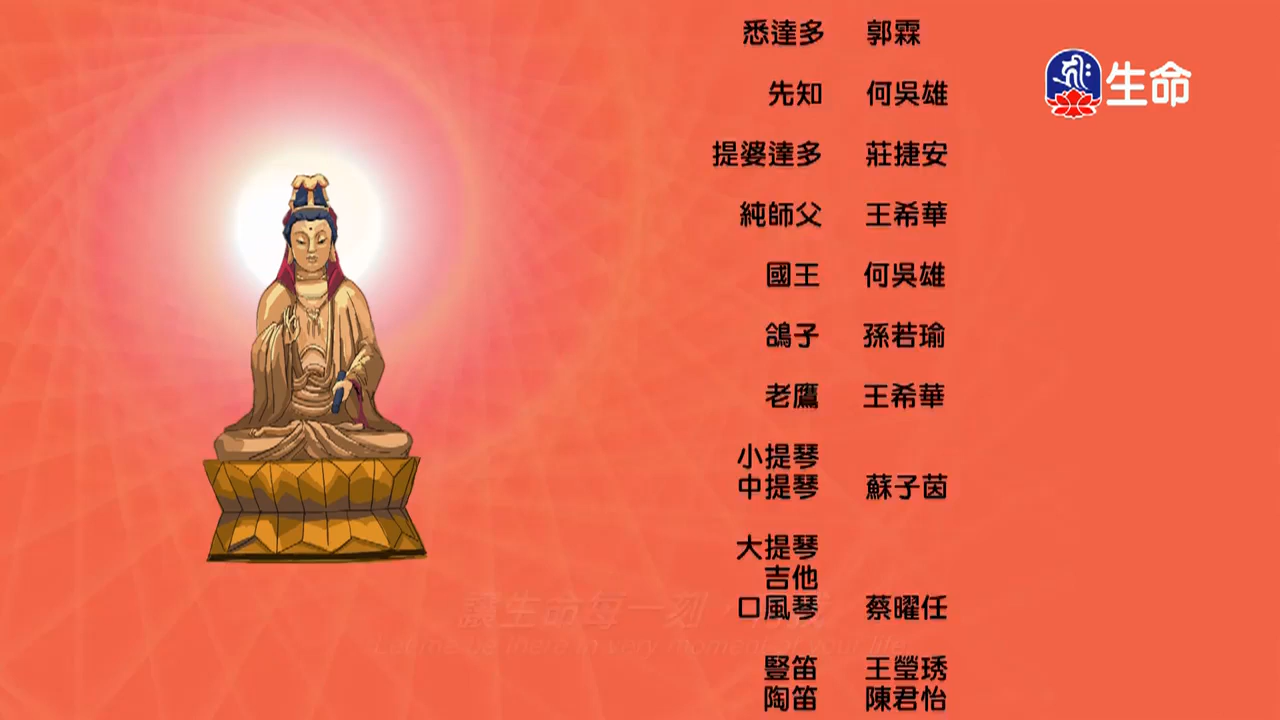 悉達多 郭霖
生命
先知 何吳雄
提婆達多 莊捷安
純師父 王希華
國王 何吳雄
鴿子 孫若瑜
老鷹 王希華
小提琴
中提琴 蘇子茵
大提琴
吉他
口風琴 蔡曜任
豎笛 王瑩琇
陶笛 陳君怡